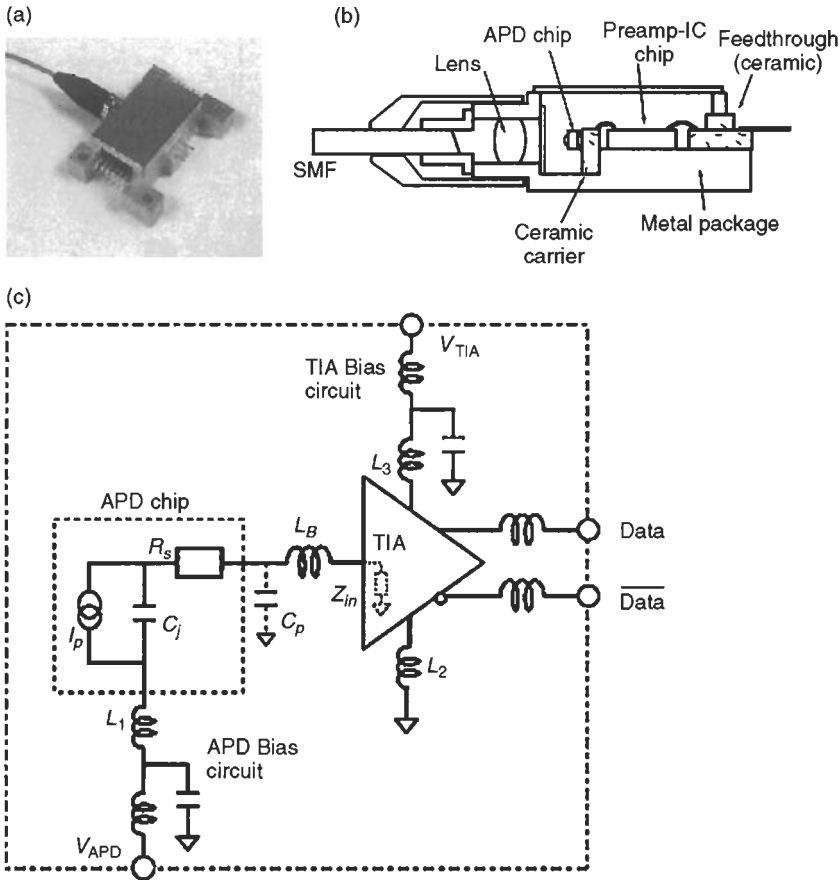 (a)
(b)
APD chip
Preamp-IC
chip
Feedthrough
(ceramic)
Lens
SMF
Ceramic
carrier
Metal package
(c)
V_TIA
TIA Bias
circuit
L_3
APD chip
R_s
L_B
TIA
Data
I_p
C_j
C_p
Z_in
\overline{Data}
L_2
L_1
APD Bias
circuit
V_APD